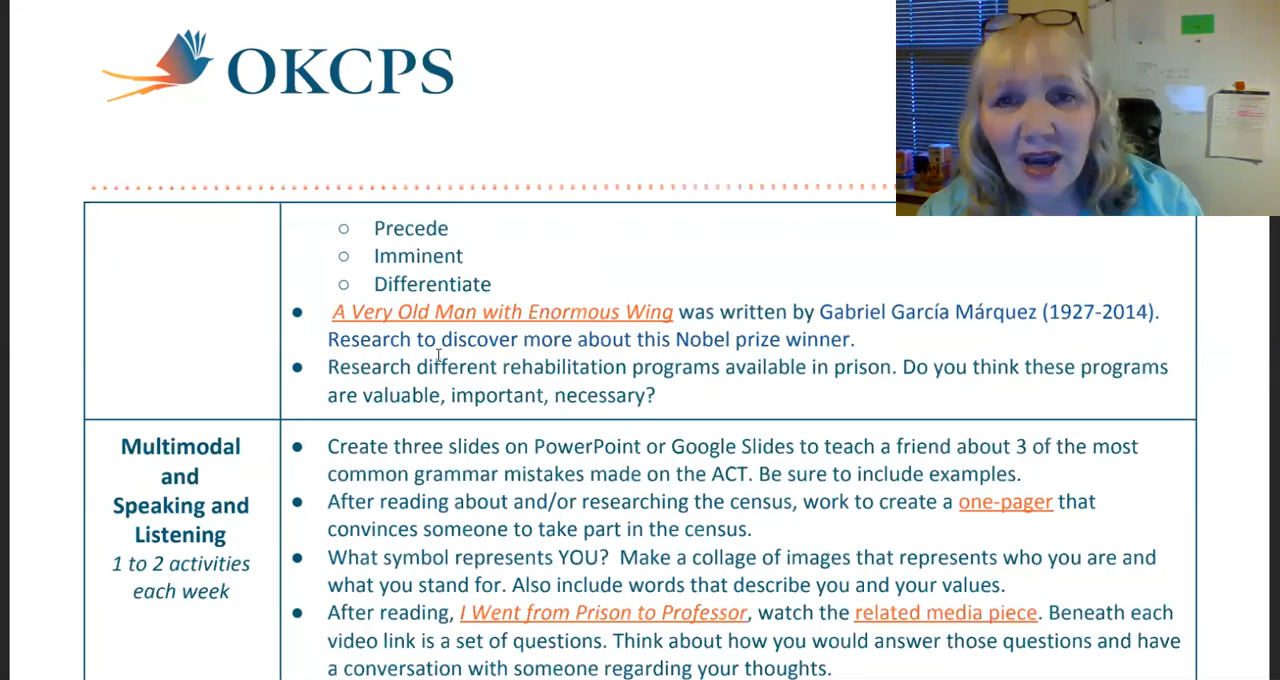 OKCPS
Precede
Imminent
Differentiate
A Very Old Man with Enormous Wing was written by Gabriel García Márquez (1927-2014).
Research to discover more about this Nobel prize winner.
Research different rehabilitation programs available in prison. Do you think these programs
are valuable, important, necessary?
Multimodal
and
Speaking and
Listening
1 to 2 activities
each week
Create three slides on PowerPoint or Google Slides to teach a friend about 3 of the most
common grammar mistakes made on the ACT. Be sure to include examples.
After reading about and/or researching the census, work to create a one-pager that
convinces someone to take part in the census.
What symbol represents YOU? Make a collage of images that represents who you are and
what you stand for. Also include words that describe you and your values.
After reading, I Went from Prison to Professor, watch the related media piece. Beneath each
video link is a set of questions. Think about how you would answer those questions and have
a conversation with someone regarding your thoughts.